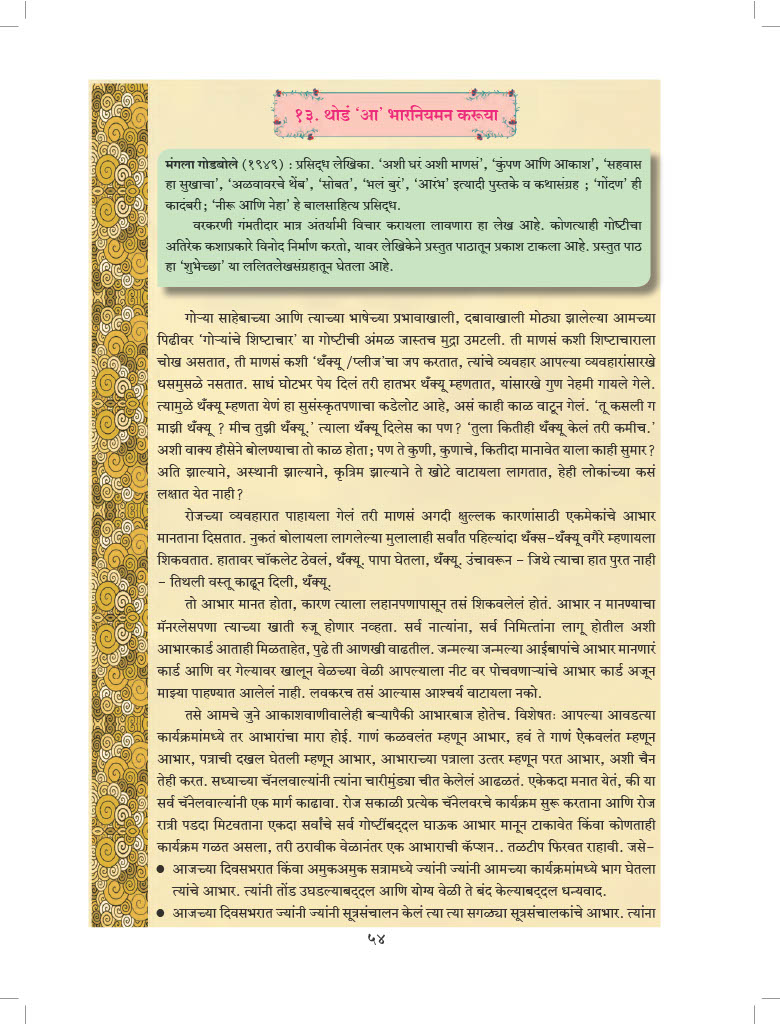 १३. थोडं ‘आ’ भारनियमन करूया
मंगला गोडबोले (१९४९) : प्रसिद्ध लेखिका. ‘अशी घरं अशी माणसं’, ‘कुंपण आणि आकाश’, ‘सहवास
हा सुखाचा’, ‘अळवावरचे थेंब’, ‘सोबत’, ‘भलं बुरं’, ‘आरंभ’ इत्यादी पुस्तके व कथासंग्रह ; ‘गोंदण’ ही
कादंबरी; ‘नीरू आणि नेहा’ हे बालसाहित्य प्रसिद्ध.
वरकरणी गंमतीदार मात्र अंतर्यामी विचार करायला लावणारा हा लेख आहे. कोणत्याही गोष्टीचा
अतिरेक कशाप्रकारे विनोद निर्माण करतो, यावर लेखिकेने प्रस्तुत पाठातून प्रकाश टाकला आहे. प्रस्तुत पाठ
हा ‘शुभेच्छा’ या ललितलेखसंग्रहातून घेतला आहे.
गोऱ्या साहेबाच्या आणि त्याच्या भाषेच्या प्रभावाखाली, दबावाखाली मोठ्या झालेल्या आमच्या
पिढीवर ‘गोऱ्यांचे शिष्टाचार’ या गोष्टीची अंमळ जास्तच मुद्रा उमटली. ती माणसं कशी शिष्टाचाराला
चोख असतात, ती माणसं कशी ‘थँक्यू /प्लीज’चा जप करतात, त्यांचे व्यवहार आपल्या व्यवहारांसारखे
धसमुसळे नसतात. साधं घोटभर पेय दिलं तरी हातभर थँक्यू म्हणतात, यांसारखे गुण नेहमी गायले गेले.
त्यामुळे थँक्यू म्हणता येणं हा सुसंस्कृतपणाचा कडेलोट आहे, असं काही काळ वाटून गेलं. ‘तू कसली ग
माझी थँक्यू ? मीच तुझी थँक्यू.’ त्याला थँक्यू दिलेस का पण? ‘तुला कितीही थँक्यू केलं तरी कमीच.’
अशी वाक्य हौसेने बोलण्याचा तो काळ होता; पण ते कुणी, कुणाचे, कितीदा मानावेत याला काही सुमार?
अति झाल्याने, अस्थानी झाल्याने, कृत्रिम झाल्याने ते खोटे वाटायला लागतात, हेही लोकांच्या कसं
लक्षात येत नाही?
रोजच्या व्यवहारात पाहायला गेलं तरी माणसं अगदी क्षुल्लक कारणांसाठी एकमेकांचे आभार
मानताना दिसतात. नुकतं बोलायला लागलेल्या मुलालाही सर्वांत पहिल्यांदा थँक्स–थँक्यू वगैरे म्हणायला
शिकवतात. हातावर चॉकलेट ठेवलं, थँक्यू. पापा घेतला, थँक्यू. उंचावरून – जिथे त्याचा हात पुरत नाही
– तिथली वस्तू काढून दिली, थँक्यू.
तो आभार मानत होता, कारण त्याला लहानपणापासून तसं शिकवलेलं होतं. आभार न मानण्याचा
मॅनरलेसपणा त्याच्या खाती रुजू होणार नव्हता. सर्व नात्यांना, सर्व निमित्तांना लागू होतील अशी
आभारकार्ड आताही मिळताहेत, पुढे ती आणखी वाढतील. जन्मल्या जन्मल्या आईबापांचे आभार मानणारं
कार्ड आणि वर गेल्यावर खालून वेळच्या वेळी आपल्याला नीट वर पोचवणाऱ्यांचे आभार कार्ड अजून
माझ्या पाहण्यात आलेलं नाही. लवकरच तसं आल्यास आश्चर्य वाटायला नको.
तसे आमचे जुने आकाशवाणीवालेही बऱ्यापैकी आभारबाज होतेच. विशेषतः आपल्या आवडत्या
कार्यक्रमांमध्ये तर आभारांचा मारा होई. गाणं कळवलंत म्हणून आभार, हवं ते गाणं ऐकवलंत म्हणून
आभार, पत्राची दखल घेतली म्हणून आभार, आभाराच्या पत्राला उत्तर म्हणून परत आभार, अशी चैन
तेही करत. सध्याच्या चॅनलवाल्यांनी त्यांना चारीमुंड्या चीत केलेलं आढळतं. एकेकदा मनात येतं, की या
सर्व चॅनेलवाल्यांनी एक मार्ग काढावा. रोज सकाळी प्रत्येक चॅनेलवरचे कार्यक्रम सुरू करताना आणि रोज
रात्री पडदा मिटवताना एकदा सर्वांचे सर्व गोष्टींबद्दल घाऊक आभार मानून टाकावेत किंवा कोणताही
कार्यक्रम गळत असला, तरी ठरावीक वेळानंतर एक आभाराची कॅप्शन.. तळटीप फिरवत राहावी. जसे–
● आजच्या दिवसभरात किंवा अमुकअमुक सत्रामध्ये ज्यांनी ज्यांनी आमच्या कार्यक्रमांमध्ये भाग घेतला
त्यांचे आभार. त्यांनी तोंड उघडल्याबद्दल आणि योग्य वेळी ते बंद केल्याबद्दल धन्यवाद.
● आजच्या दिवसभरात ज्यांनी ज्यांनी सूत्रसंचालन केलं त्या त्या सगळ्या सूत्रसंचालकांचे आभार. त्यांना
५४